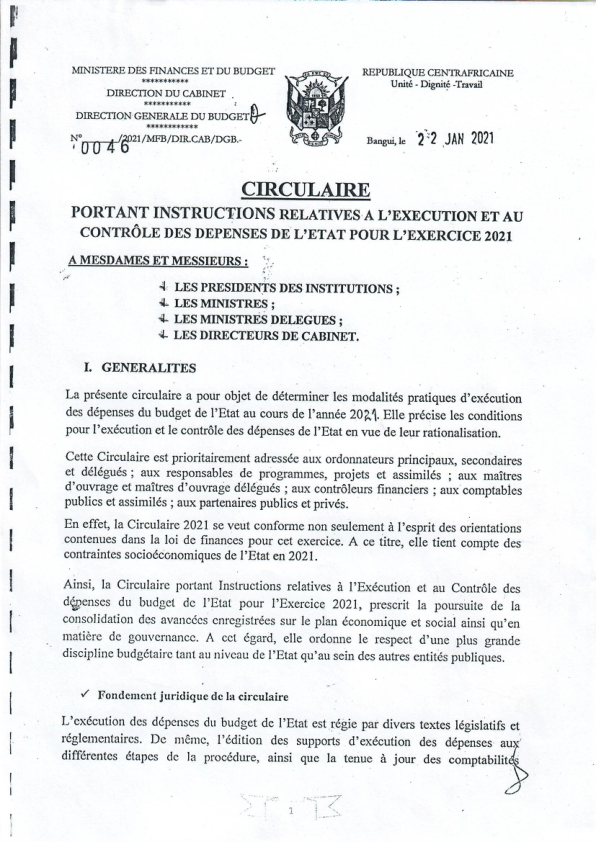 MINISTERE DES FINANCES ET DU BUDGET
***********
DIRECTION DU CABINET
***********
DIRECTION GENERALE DU BUDGET
************
N° 0046 /2021/MFB/DIR.CAB/DGB.-
REPUBLIQUE CENTRAFRICAINE
Unité - Dignité -Travail
Bangui, le 22 JAN 2021
CIRCULAIRE
PORTANT INSTRUCTIONS RELATIVES A L'EXECUTION ET AU
CONTRÔLE DES DEPENSES DE L'ETAT POUR L'EXERCICE 2021
A MESDAMES ET MESSIEURS :
LES PRESIDENTS DES INSTITUTIONS ;
LES MINISTRES ;
LES MINISTRES DELEGUES ;
LES DIRECTEURS DE CABINET.
I. GENERALITES
La présente circulaire a pour objet de déterminer les modalités pratiques d'exécution
des dépenses du budget de l'Etat au cours de l'année 2021. Elle précise les conditions
pour l'exécution et le contrôle des dépenses de l'Etat en vue de leur rationalisation.
Cette Circulaire est prioritairement adressée aux ordonnateurs principaux, secondaires
et délégués ; aux responsables de programmes, projets et assimilés ; aux maîtres
d'ouvrage et maîtres d'ouvrage délégués ; aux contrôleurs financiers ; aux comptables
publics et assimilés ; aux partenaires publics et privés.
En effet, la Circulaire 2021 se veut conforme non seulement à l'esprit des orientations
contenues dans la loi de finances pour cet exercice. A ce titre, elle tient compte des
contraintes socioéconomiques de l'Etat en 2021.
Ainsi, la Circulaire portant Instructions relatives à l'Exécution et au Contrôle des
dépenses du budget de l'Etat pour l'Exercice 2021, prescrit la poursuite de la
consolidation des avancées enregistrées sur le plan économique et social ainsi qu'en
matière de gouvernance. A cet égard, elle ordonne le respect d'une plus grande
discipline budgétaire tant au niveau de l'Etat qu'au sein des autres entités publiques.
✓ Fondement juridique de la circulaire
L'exécution des dépenses du budget de l'Etat est régie par divers textes législatifs et
réglementaires. De même, l'édition des supports d'exécution des dépenses aux
différentes étapes de la procédure, ainsi que la tenue à jour des comptabilités
1